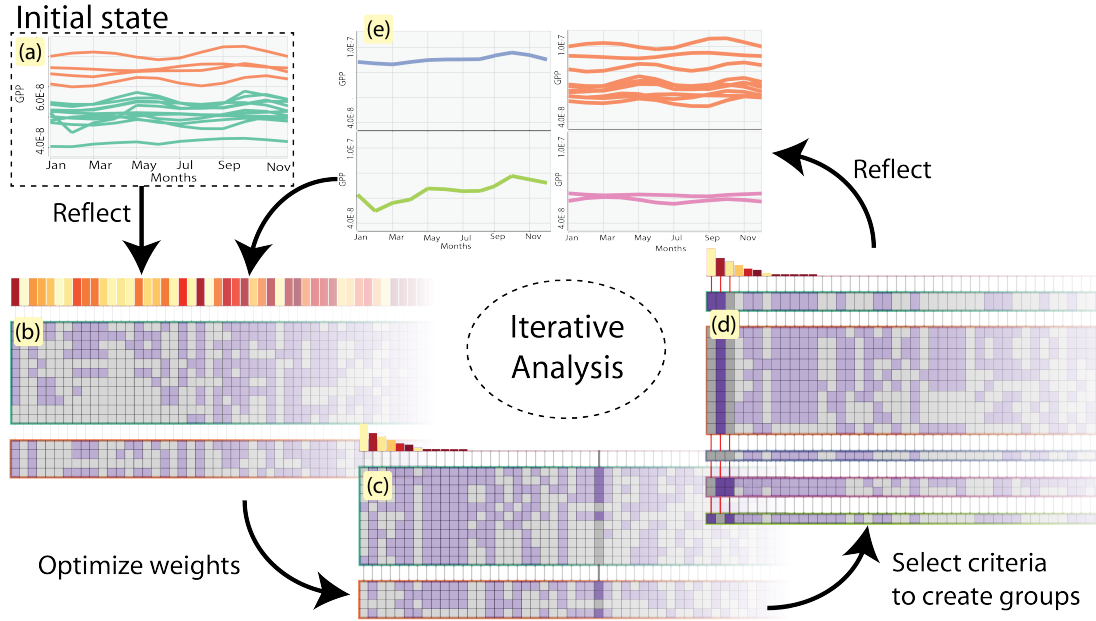 Initial state
(a)
GPP
6.0E-8
4.0E-8
Jan Mar May Jul Sep Nov
Months
(e)
1.0E-7
GPP
4.0E-8
1.0E-7
GPP
4.0E-8
Jan Mar May Jul Sep Nov
Months
1.0E-7
GPP
4.0E-8
1.0E-7
GPP
4.0E-8
Jan Mar May Jul Sep Nov
Months
Reflect
Reflect
(b)
Iterative
Analysis
(d)
(c)
Optimize weights
Select criteria
to create groups